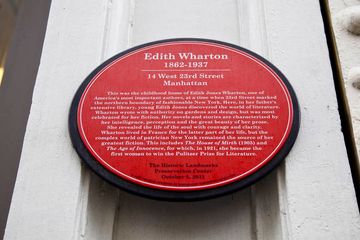 Edith Wharton
1862-1937
14 West 23rd Street
Manhattan
This was the childhood home of Edith Jones Wharton, one
of America's most important authors, at a time when 23rd Street marked
the northern boundary of fashionable New York. Here, in her father's
extensive library, young Edith Jones discovered the world of literature.
Wharton wrote with authority on gardens and design, but was most
celebrated for her fiction. Her novels and stories are characterized by
her intelligence, perception and the great beauty of her prose.
She revealed the life of the soul with courage and clarity.
Wharton lived in France for the latter part of her life, but the
complex world of patrician New York remained the source of her
greatest fiction. This includes The House of Mirth (1905) and
The Age of Innocence, for which, in 1921, she became the
first woman to win the Pulitzer Prize for Literature.
The Historic Landmarks
Preservation Center
October 5, 2012